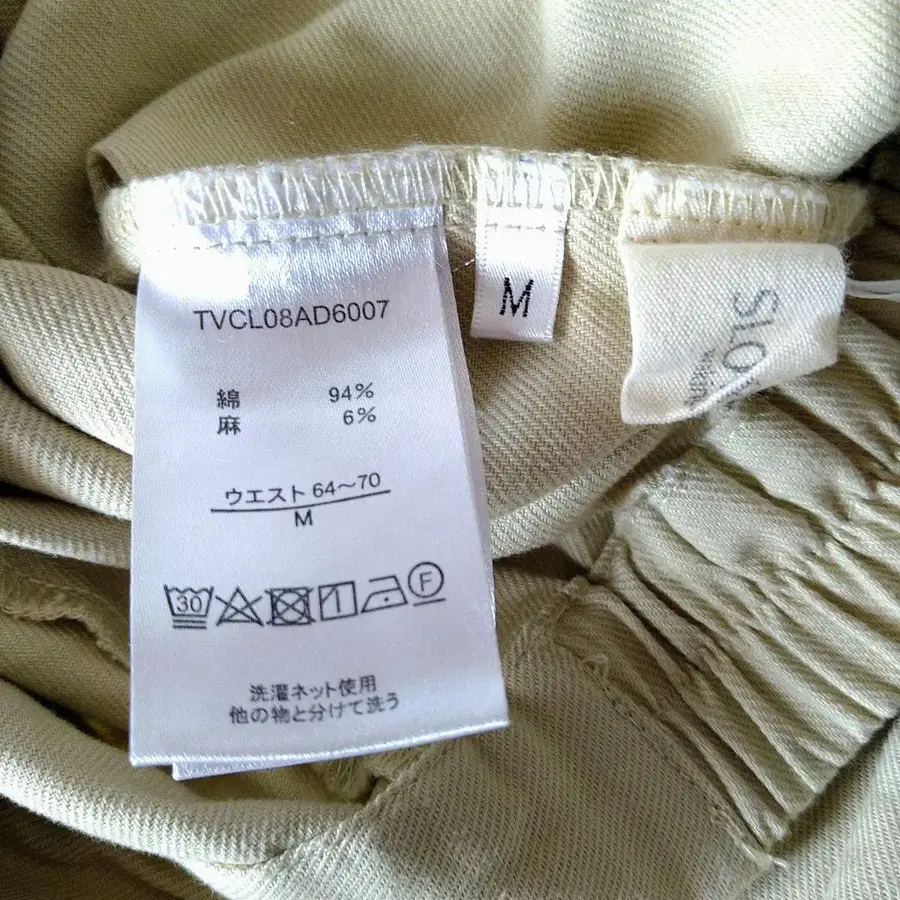 TVCL08AD6007
綿 94%
麻 6%
ウエスト 64～70
M
30
F
洗濯ネット使用
他の物と分けて洗う
M
SLO